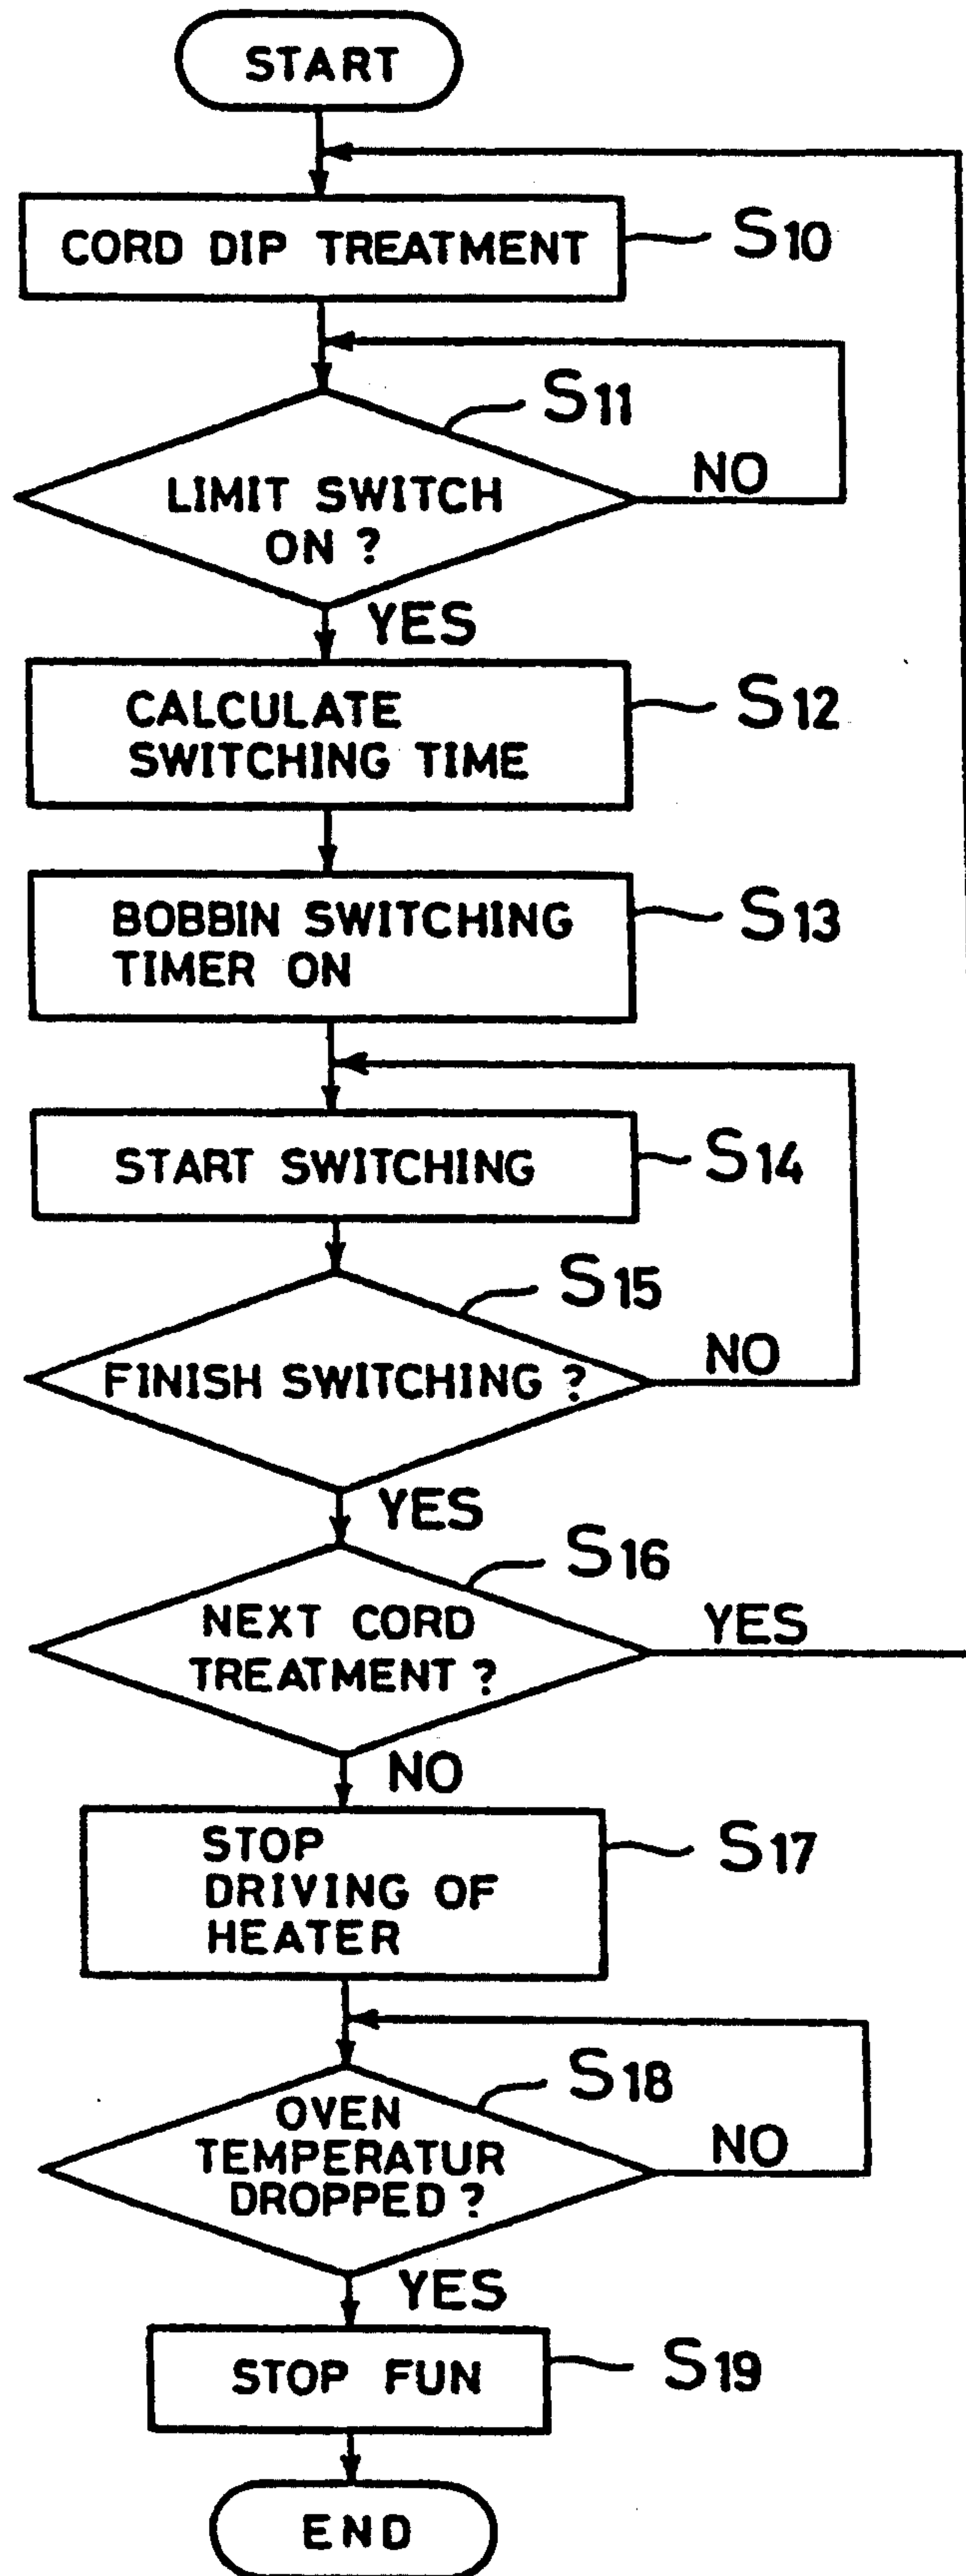 START
CORD DIP TREATMENT
S10
S11
LIMIT SWITCH
ON ?
NO
YES
CALCULATE
SWITCHING TIME
S12
BOBBIN SWITCHING
TIMER ON
S13
START SWITCHING
S14
S15
FINISH SWITCHING ?
NO
YES
S16
NEXT CORD
TREATMENT ?
YES
NO
STOP
DRIVING OF
HEATER
S17
S18
OVEN
TEMPERATUR
DROPPED ?
NO
YES
STOP FUN
S19
END